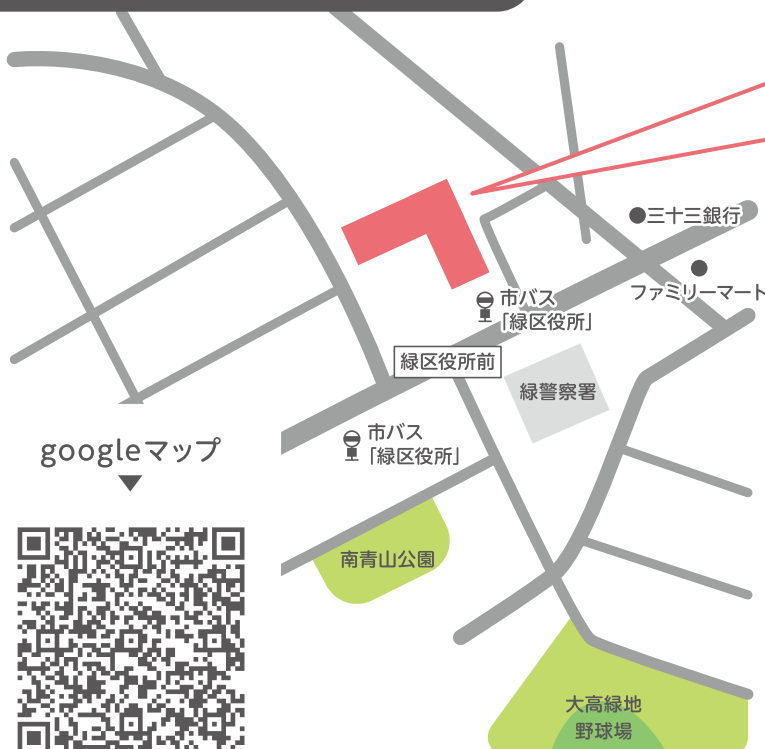 三十三銀行
ファミリーマート
市バス
「緑区役所」
緑区役所前
緑警察署
市バス
「緑区役所」
googleマップ
南青山公園
大高緑地
野球場